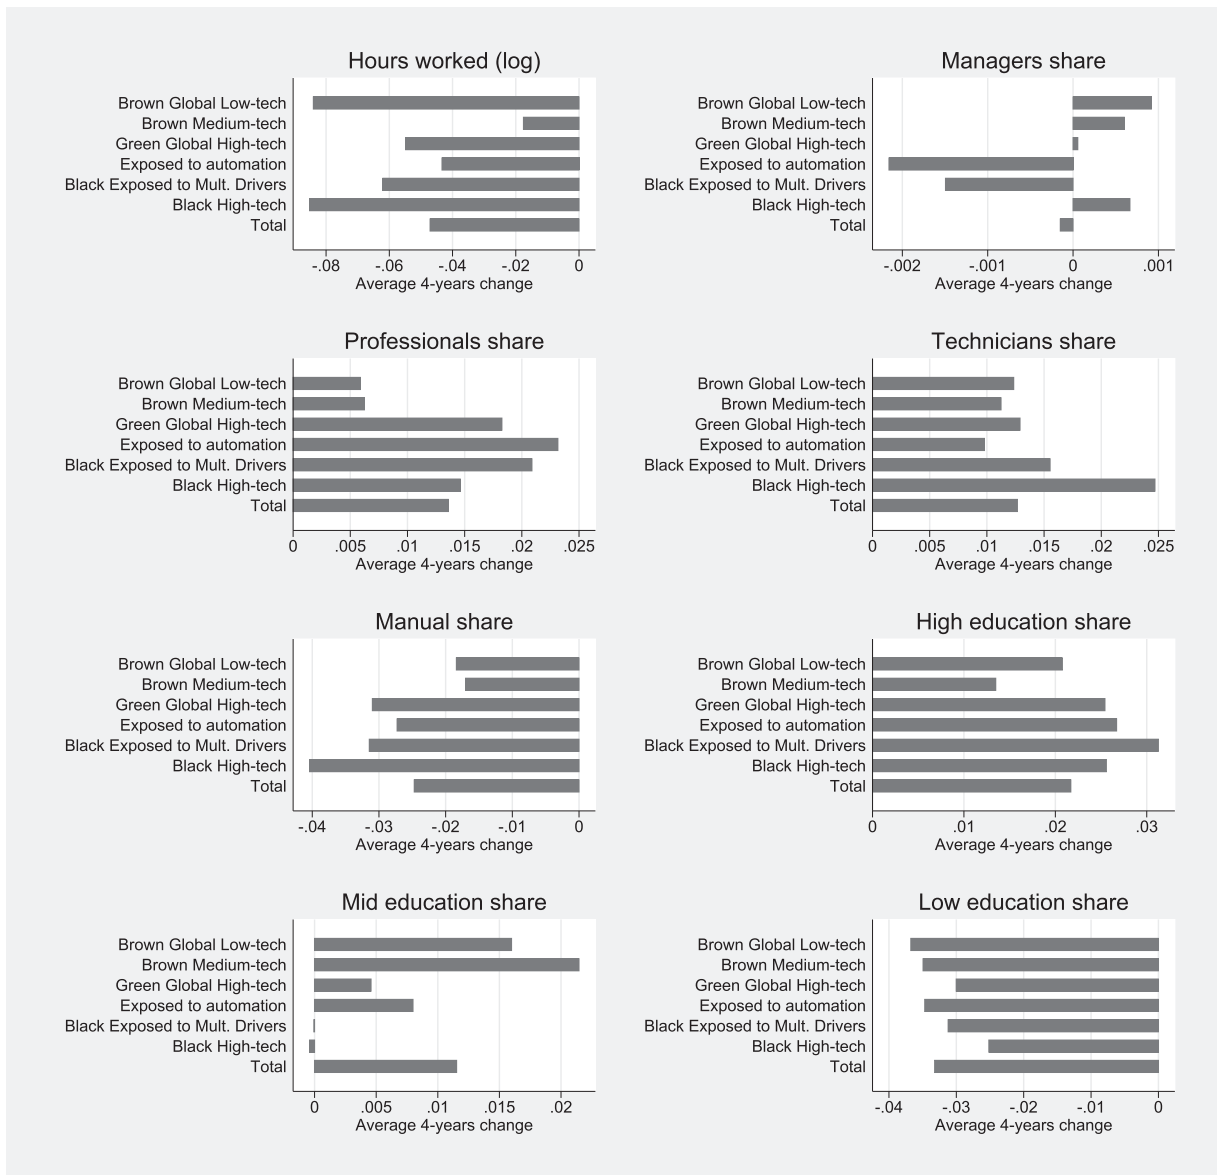 Hours worked (log)
Brown Global Low-tech
Brown Medium-tech
Green Global High-tech
Exposed to automation
Black Exposed to Mult. Drivers
Black High-tech
Total
-.08 -.06 -.04 -.02 0
Average 4-years change
Managers share
Brown Global Low-tech
Brown Medium-tech
Green Global High-tech
Exposed to automation
Black Exposed to Mult. Drivers
Black High-tech
Total
-.002 -.001 0 .001
Average 4-years change
Professionals share
Brown Global Low-tech
Brown Medium-tech
Green Global High-tech
Exposed to automation
Black Exposed to Mult. Drivers
Black High-tech
Total
0 .005 .01 .015 .02 .025
Average 4-years change
Technicians share
Brown Global Low-tech
Brown Medium-tech
Green Global High-tech
Exposed to automation
Black Exposed to Mult. Drivers
Black High-tech
Total
0 .005 .01 .015 .02 .025
Average 4-years change
Manual share
Brown Global Low-tech
Brown Medium-tech
Green Global High-tech
Exposed to automation
Black Exposed to Mult. Drivers
Black High-tech
Total
-.04 -.03 -.02 -.01 0
Average 4-years change
High education share
Brown Global Low-tech
Brown Medium-tech
Green Global High-tech
Exposed to automation
Black Exposed to Mult. Drivers
Black High-tech
Total
0 .01 .02 .03
Average 4-years change
Mid education share
Brown Global Low-tech
Brown Medium-tech
Green Global High-tech
Exposed to automation
Black Exposed to Mult. Drivers
Black High-tech
Total
0 .005 .01 .015 .02
Average 4-years change
Low education share
Brown Global Low-tech
Brown Medium-tech
Green Global High-tech
Exposed to automation
Black Exposed to Mult. Drivers
Black High-tech
Total
-.04 -.03 -.02 -.01 0
Average 4-years change